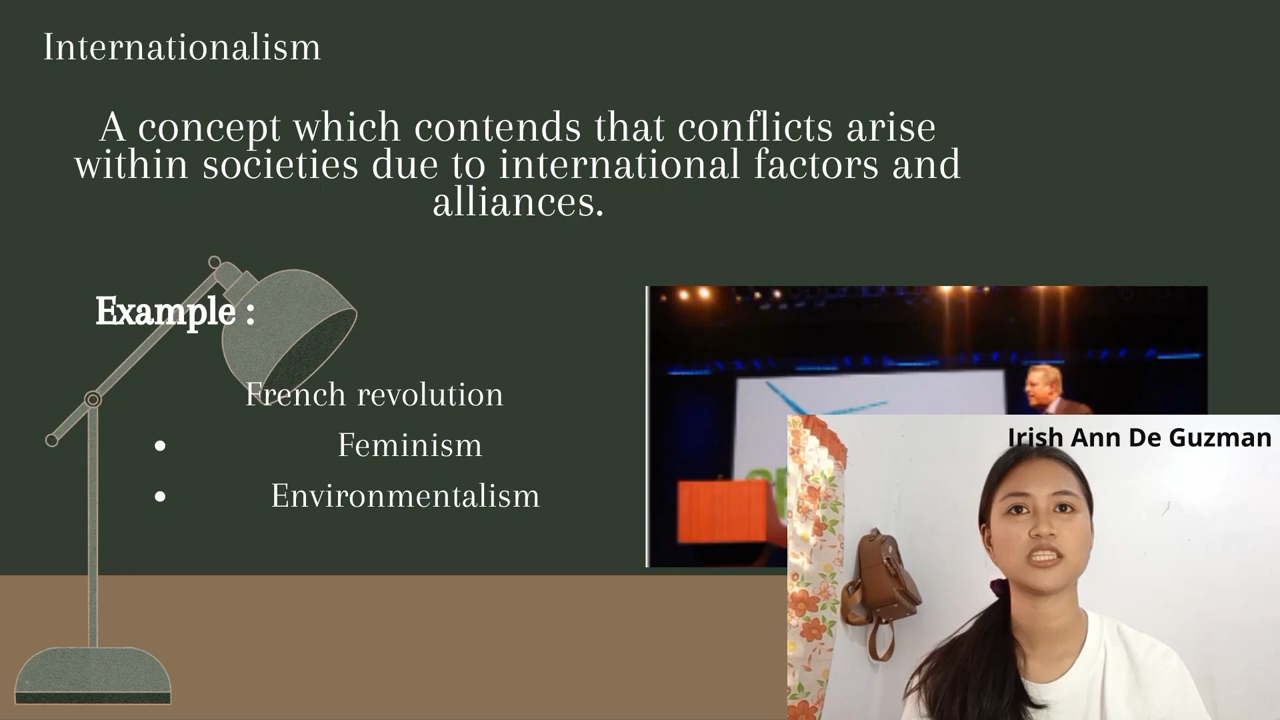 Internationalism
A concept which contends that conflicts arise
within societies due to international factors and
alliances.
Example :
French revolution
• Feminism
• Environmentalism
Irish Ann De Guzman